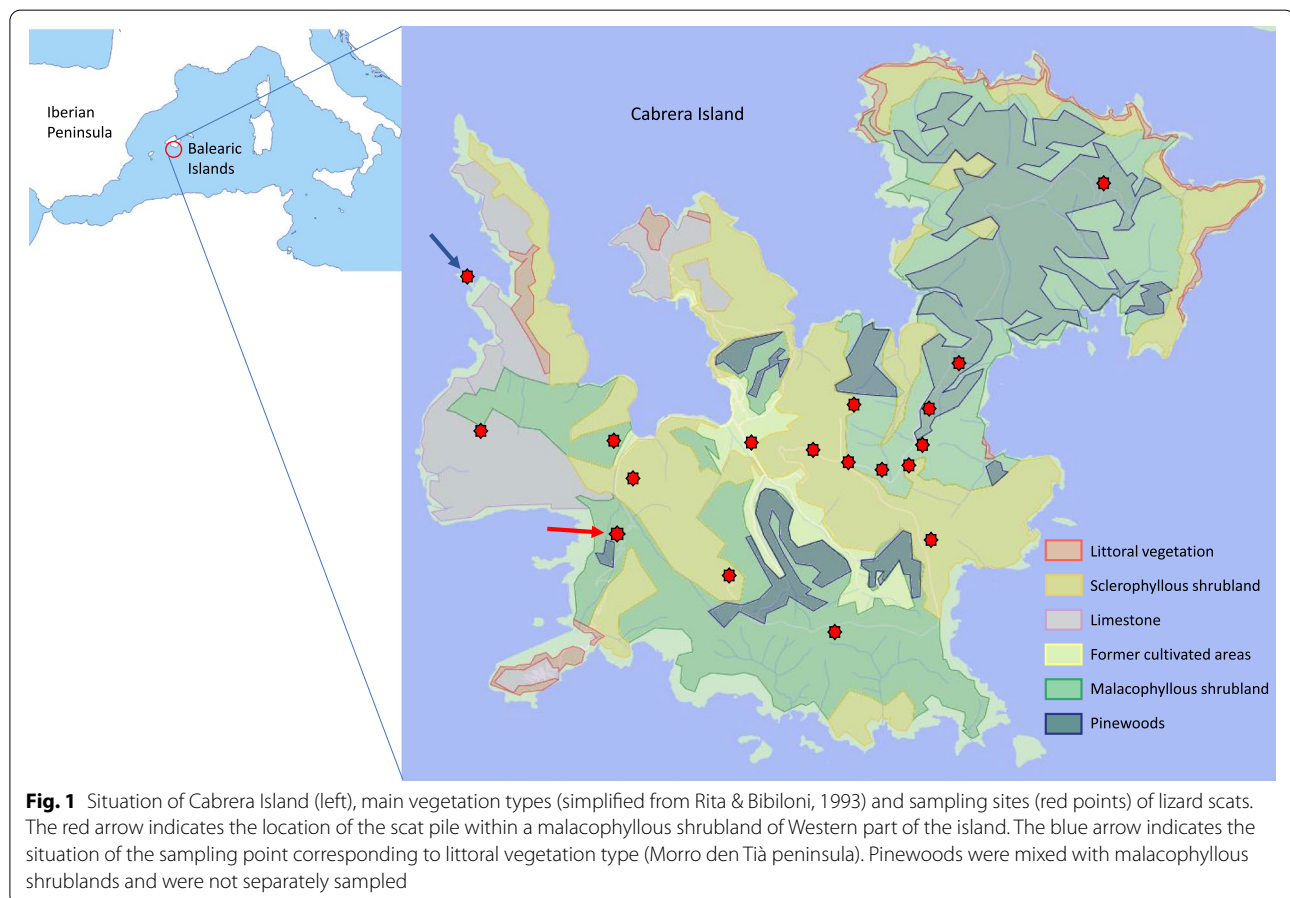 Iberian
Peninsula
Balearic
Islands
Cabrera Island
Littoral vegetation
Sclerophyllous shrubland
Limestone
Former cultivated areas
Malacophyllous shrubland
Pinewoods
Fig. 1 Situation of Cabrera Island (left), main vegetation types (simplified from Rita & Bibiloni, 1993) and sampling sites (red points) of lizard scats.
The red arrow indicates the location of the scat pile within a malacophyllous shrubland of Western part of the island. The blue arrow indicates the
situation of the sampling point corresponding to littoral vegetation type (Morro den Tià peninsula). Pinewoods were mixed with malacophyllous
shrublands and were not separately sampled